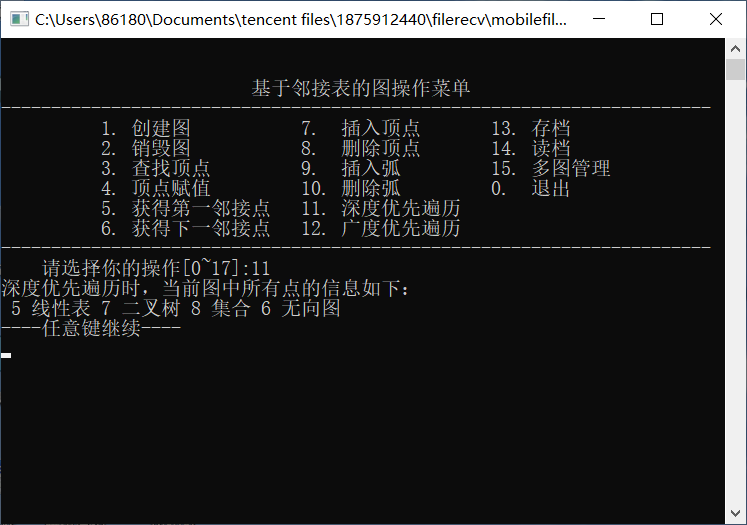 C:\Users\86180\Documents\tencent files\1875912440\filerecv\mobilefil...
基于邻接表的图操作菜单
-----------------------------------------------------------------------
1. 创建图 7. 插入顶点 13. 存档
2. 销毁图 8. 删除顶点 14. 读档
3. 查找顶点 9. 插入弧 15. 多图管理
4. 顶点赋值 10. 删除弧 0. 退出
5. 获得第一邻接点 11. 深度优先遍历
6. 获得下一邻接点 12. 广度优先遍历
-----------------------------------------------------------------------
请选择你的操作[0~17]:11
深度优先遍历时，当前图中所有点的信息如下：
5 线性表 7 二叉树 8 集合 6 无向图
----任意键继续----